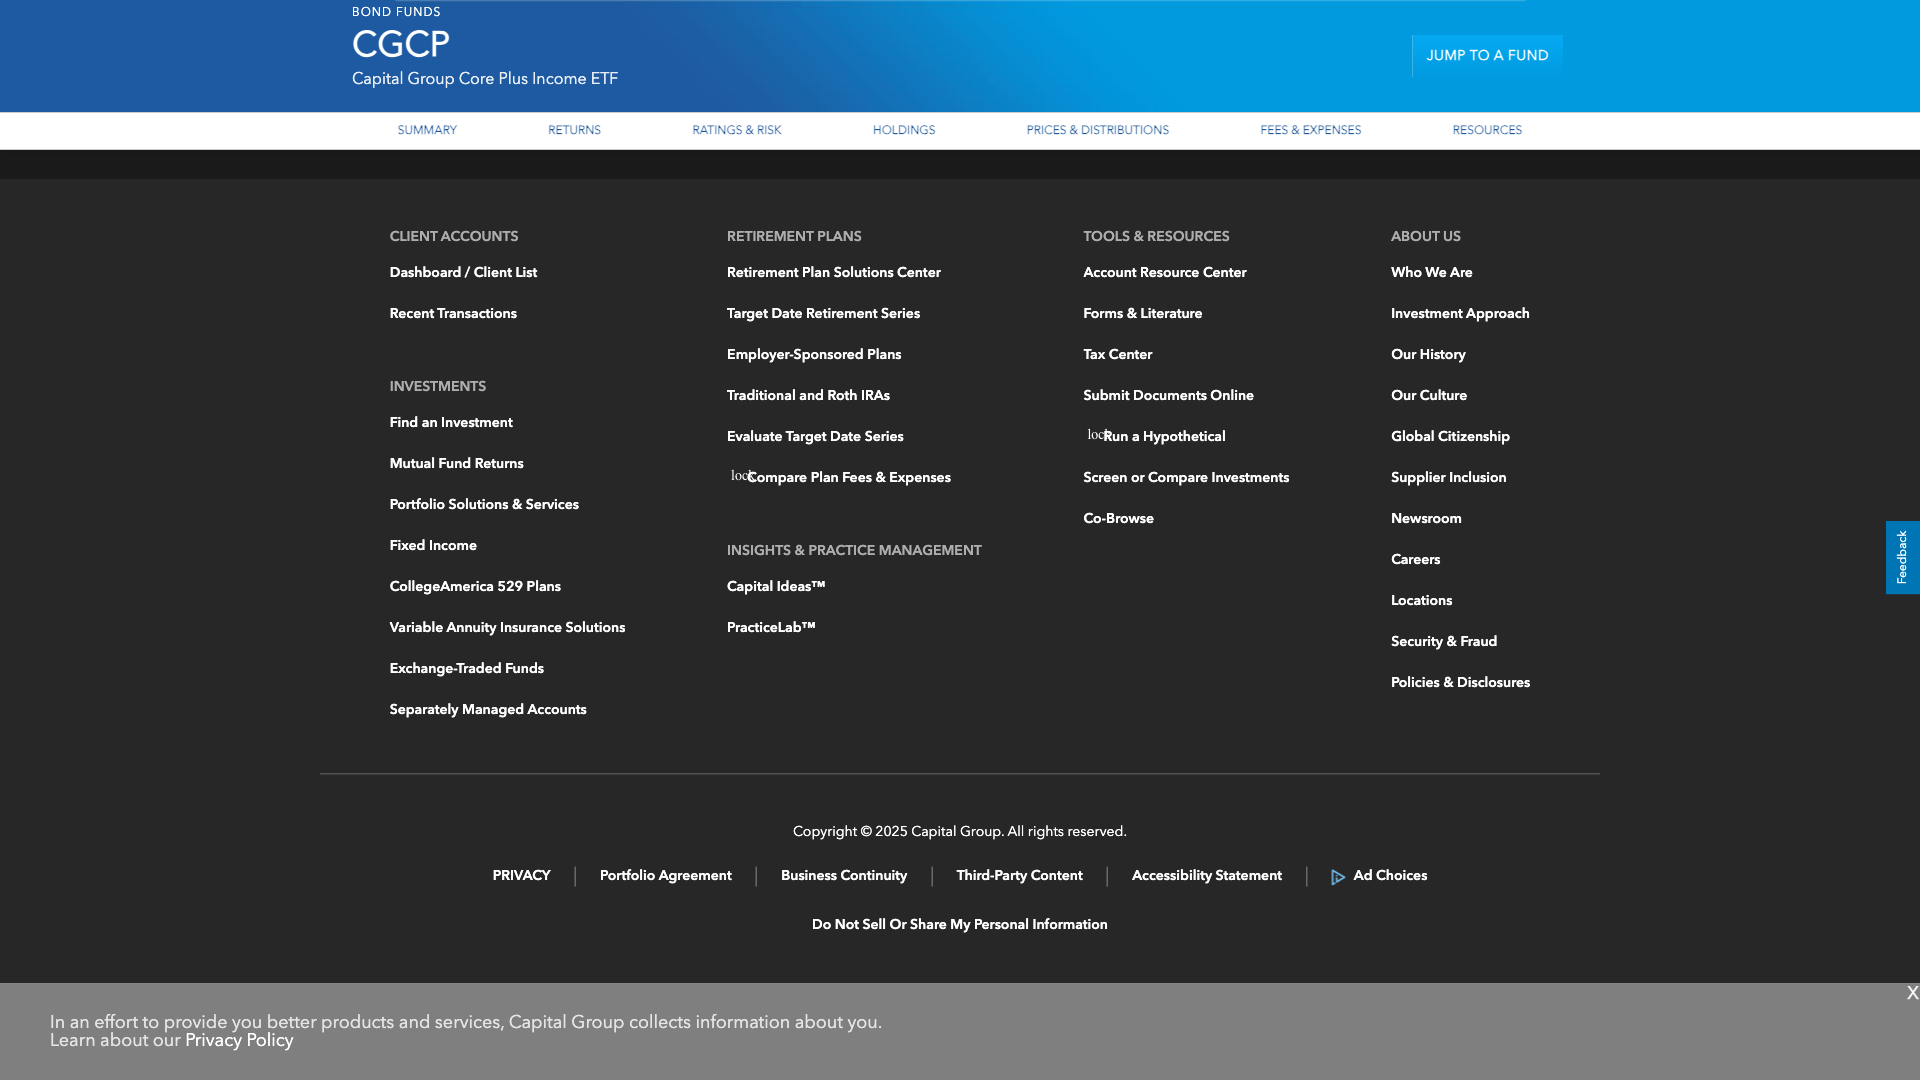 BOND FUNDS
CGCP
Capital Group Core Plus Income ETF
JUMP TO A FUND
SUMMARY
RETURNS
RATINGS & RISK
HOLDINGS
PRICES & DISTRIBUTIONS
FEES & EXPENSES
RESOURCES
CLIENT ACCOUNTS
Dashboard / Client List
Recent Transactions
INVESTMENTS
Find an Investment
Mutual Fund Returns
Portfolio Solutions & Services
Fixed Income
CollegeAmerica 529 Plans
Variable Annuity Insurance Solutions
Exchange-Traded Funds
Separately Managed Accounts
RETIREMENT PLANS
Retirement Plan Solutions Center
Target Date Retirement Series
Employer-Sponsored Plans
Traditional and Roth IRAs
Evaluate Target Date Series
lock Compare Plan Fees & Expenses
INSIGHTS & PRACTICE MANAGEMENT
Capital Ideas™
PracticeLab™
TOOLS & RESOURCES
Account Resource Center
Forms & Literature
Tax Center
Submit Documents Online
lock Run a Hypothetical
Screen or Compare Investments
Co-Browse
ABOUT US
Who We Are
Investment Approach
Our History
Our Culture
Global Citizenship
Supplier Inclusion
Newsroom
Careers
Locations
Security & Fraud
Policies & Disclosures
Feedback
Copyright © 2025 Capital Group. All rights reserved.
PRIVACY
Portfolio Agreement
Business Continuity
Third-Party Content
Accessibility Statement
Ad Choices
Do Not Sell Or Share My Personal Information
X
In an effort to provide you better products and services, Capital Group collects information about you.
Learn about our Privacy Policy